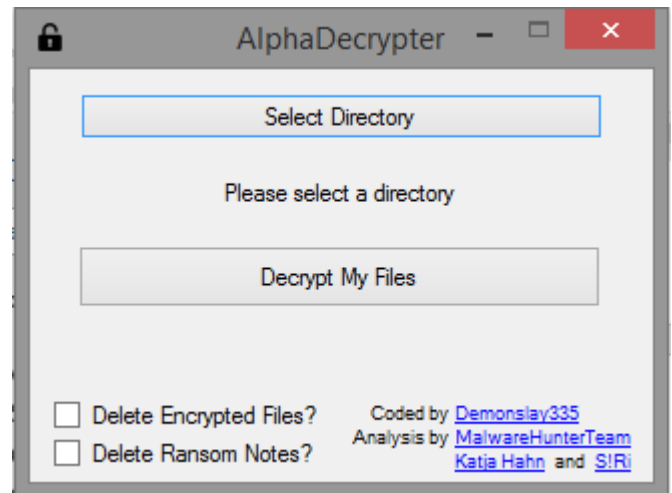 AlphaDecrypter
Select Directory
Please select a directory
Decrypt My Files
Delete Encrypted Files?
Delete Ransom Notes?
Coded by Demonslay335
Analysis by MalwareHunterTeam
Katja Hahn and S!Ri